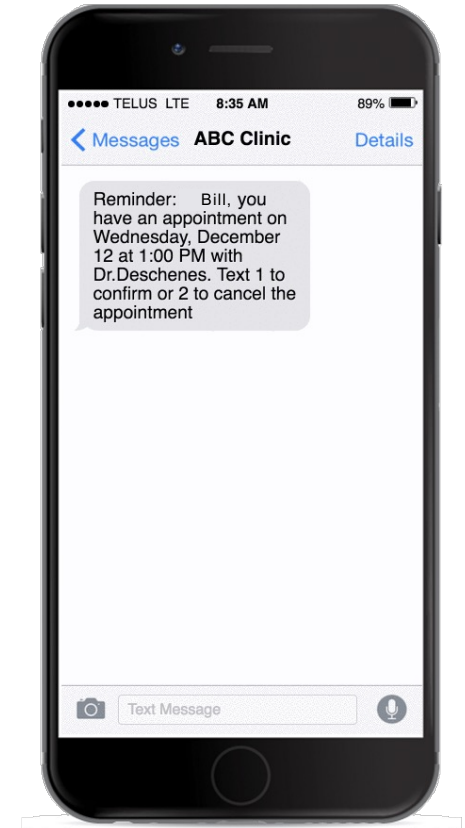 TELUS LTE 8:35 AM 89%
Messages ABC Clinic Details
Reminder: Bill, you
have an appointment on
Wednesday, December
12 at 1:00 PM with
Dr.Deschenes. Text 1 to
confirm or 2 to cancel the
appointment
Text Message